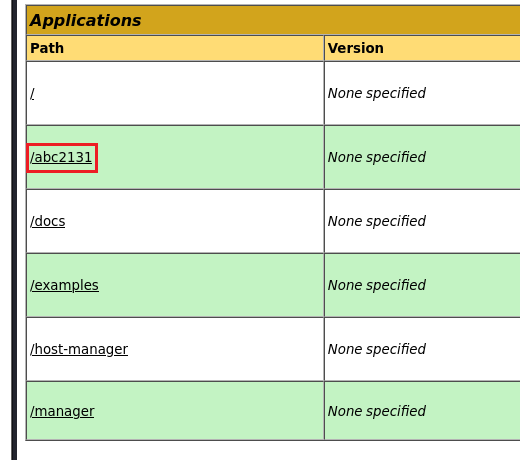 Applications
Path Version
/ None specified
/abc2131 None specified
/docs None specified
/examples None specified
/host-manager None specified
/manager None specified